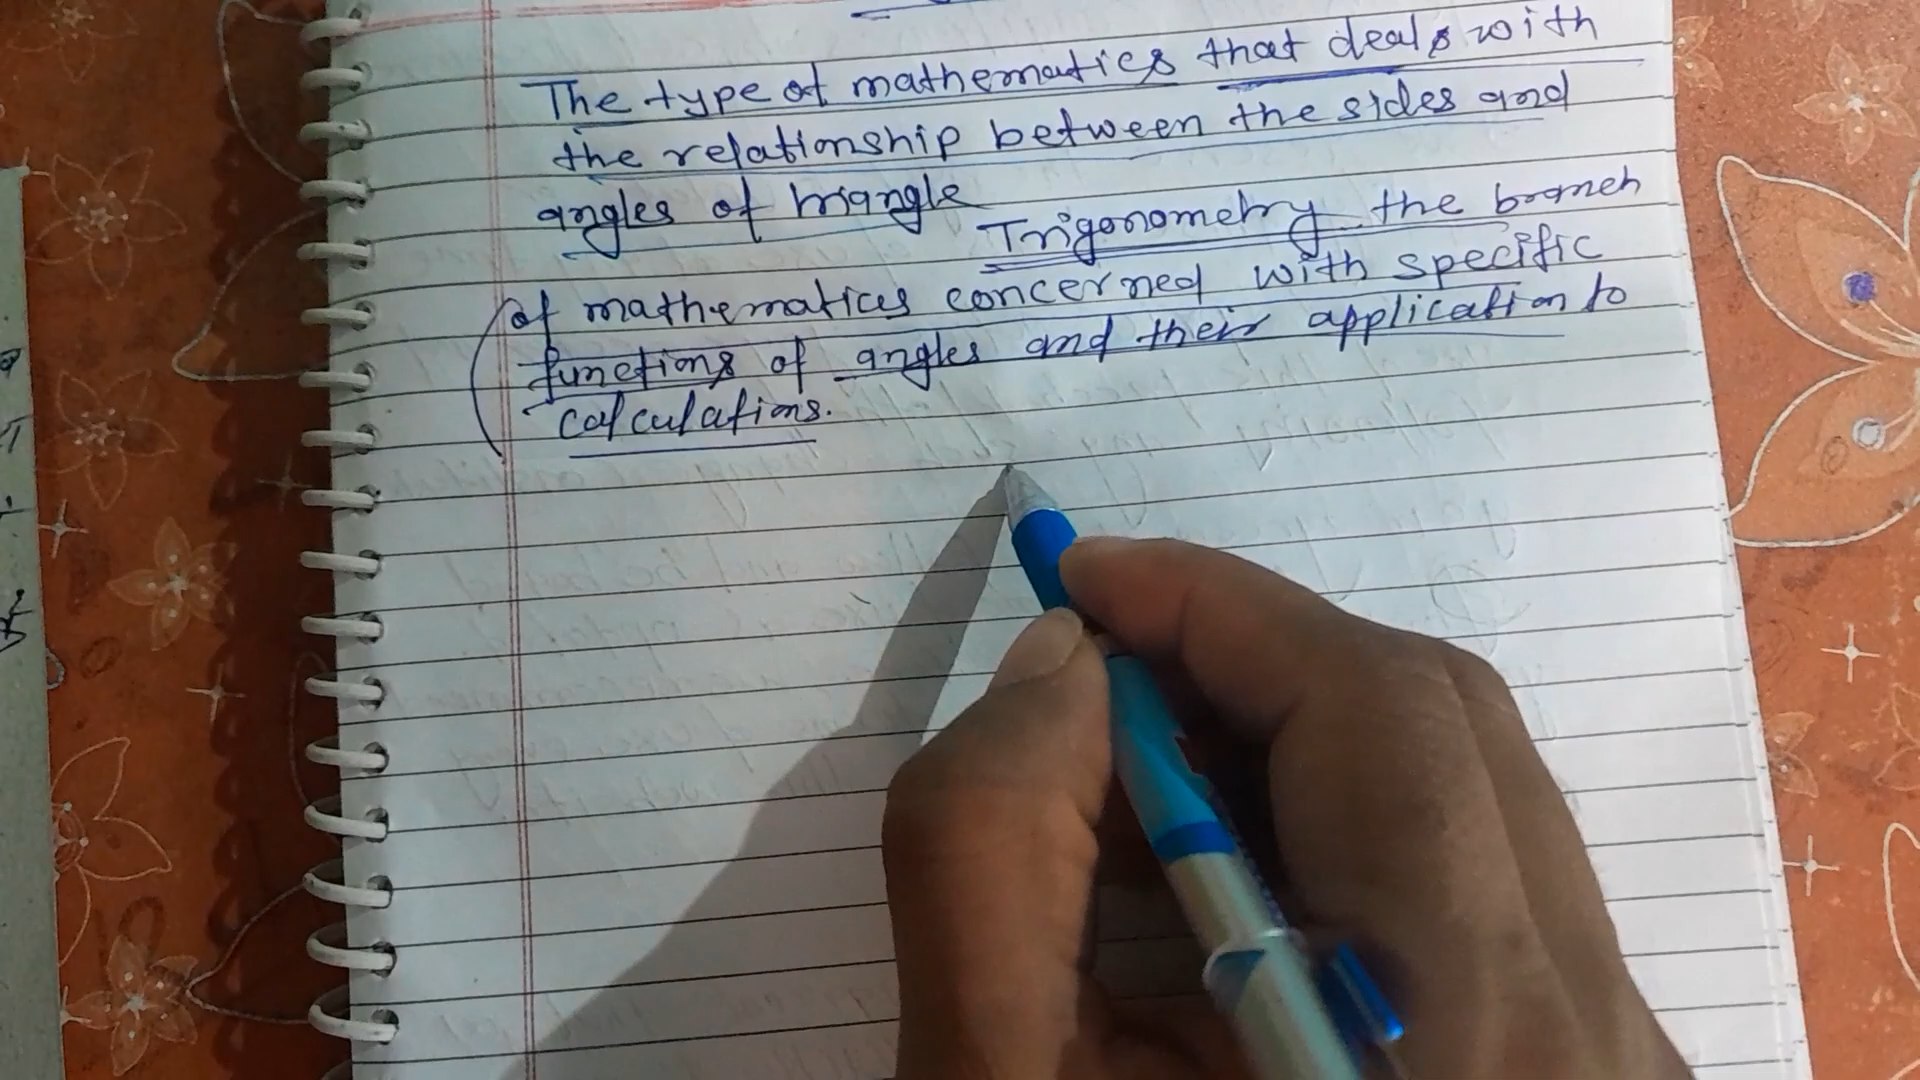 The type of mathematics that deals with
the relationship between the sides and
angles of triangle
Trigonometry the branch
of mathematices concerned with specific
functions of angles and their application to
calculations.